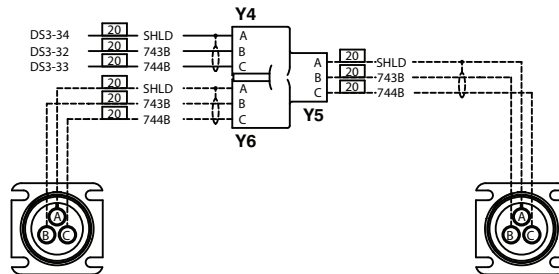 Y4
DS3-34 20 SHLD A
DS3-32 20 743B B
DS3-33 20 744B C
20 SHLD A
20 743B B
20 744B C
Y6
A 20 SHLD
B 20 743B
C 20 744B
Y5
A
B C
A
B C